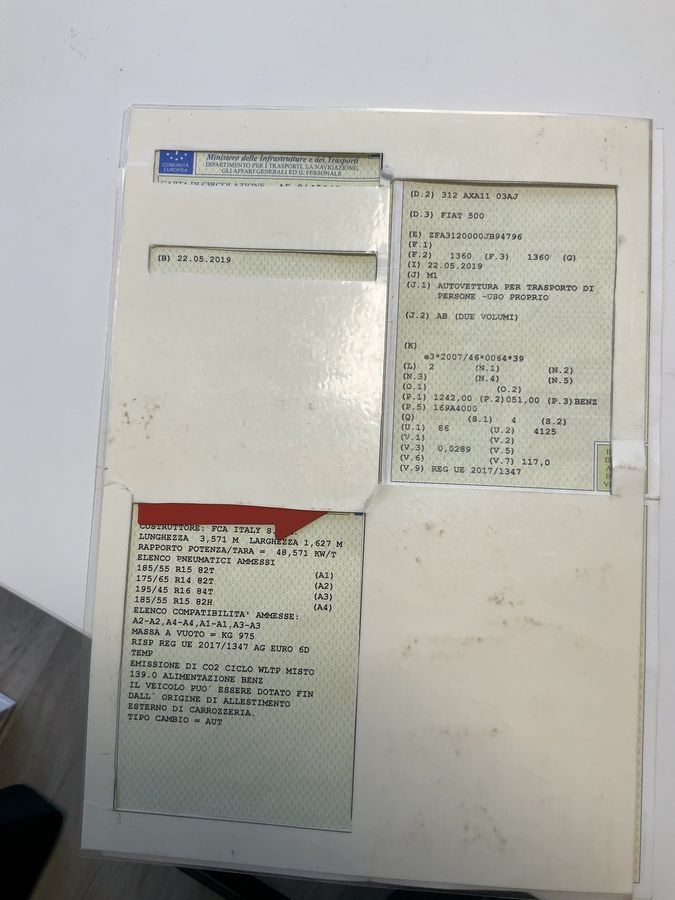 COMUNITÀ
EUROPEA
Ministero delle Infrastrutture e dei Trasporti
DIPARTIMENTO PER I TRASPORTI, LA NAVIGAZIONE,
GLI AFFARI GENERALI ED IL PERSONALE
CARTA DI CIRCOLAZIONE
(B) 22.05.2019
(D.2) 312 AXA11 03AJ
(D.3) FIAT 500
(E) ZFA3120000JB94796
(F.1)
(F.2) 1360 (F.3) 1360 (G)
(I) 22.05.2019
(J) M1
(J.1) AUTOVETTURA PER TRASPORTO DI
PERSONE -USO PROPRIO
(J.2) AB (DUE VOLUMI)
(K)
e3*2007/46*0064*39
(L) 2 (N.1) (N.2)
(N.3) (N.4) (N.5)
(O.1) (O.2)
(P.1) 1242,00 (P.2)051,00 (P.3)BENZ
(P.5) 169A4000
(Q) (S.1) 4 (S.2)
(U.1) 86 (U.2) 4125
(V.1) (V.2)
(V.3) 0,0289 (V.5)
(V.6) (V.7) 117,0
(V.9) REG UE 2017/1347
COSTRUTTORE: FCA ITALY S.
LUNGHEZZA 3,571 M LARGHEZZA 1,627 M
RAPPORTO POTENZA/TARA = 48,571 KW/T
ELENCO PNEUMATICI AMMESSI
185/55 R15 82T (A1)
175/65 R14 82T (A2)
195/45 R16 84T (A3)
185/55 R15 82H (A4)
ELENCO COMPATIBILITA' AMMESSE:
A2-A2,A4-A4,A1-A1,A3-A3
MASSA A VUOTO = KG 975
RISP REG UE 2017/1347 AG EURO 6D
TEMP
EMISSIONE DI CO2 CICLO WLTP MISTO
139.0 ALIMENTAZIONE BENZ
IL VEICOLO PUO` ESSERE DOTATO FIN
DALL` ORIGINE DI ALLESTIMENTO
ESTERNO DI CARROZZERIA.
TIPO CAMBIO = AUT